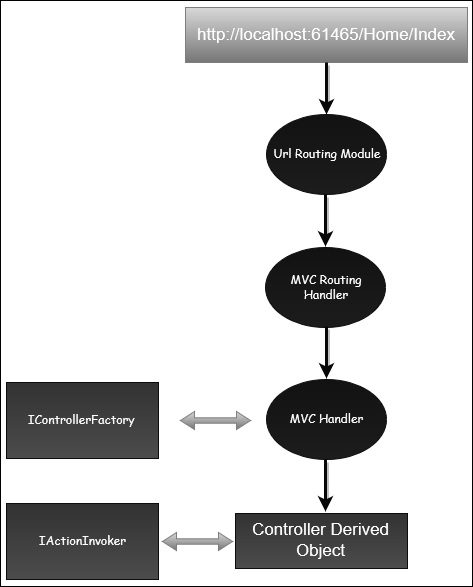 http://localhost:61465/Home/Index
Url Routing Module
MVC Routing
Handler
IControllerFactory
MVC Handler
IActionInvoker
Controller Derived
Object